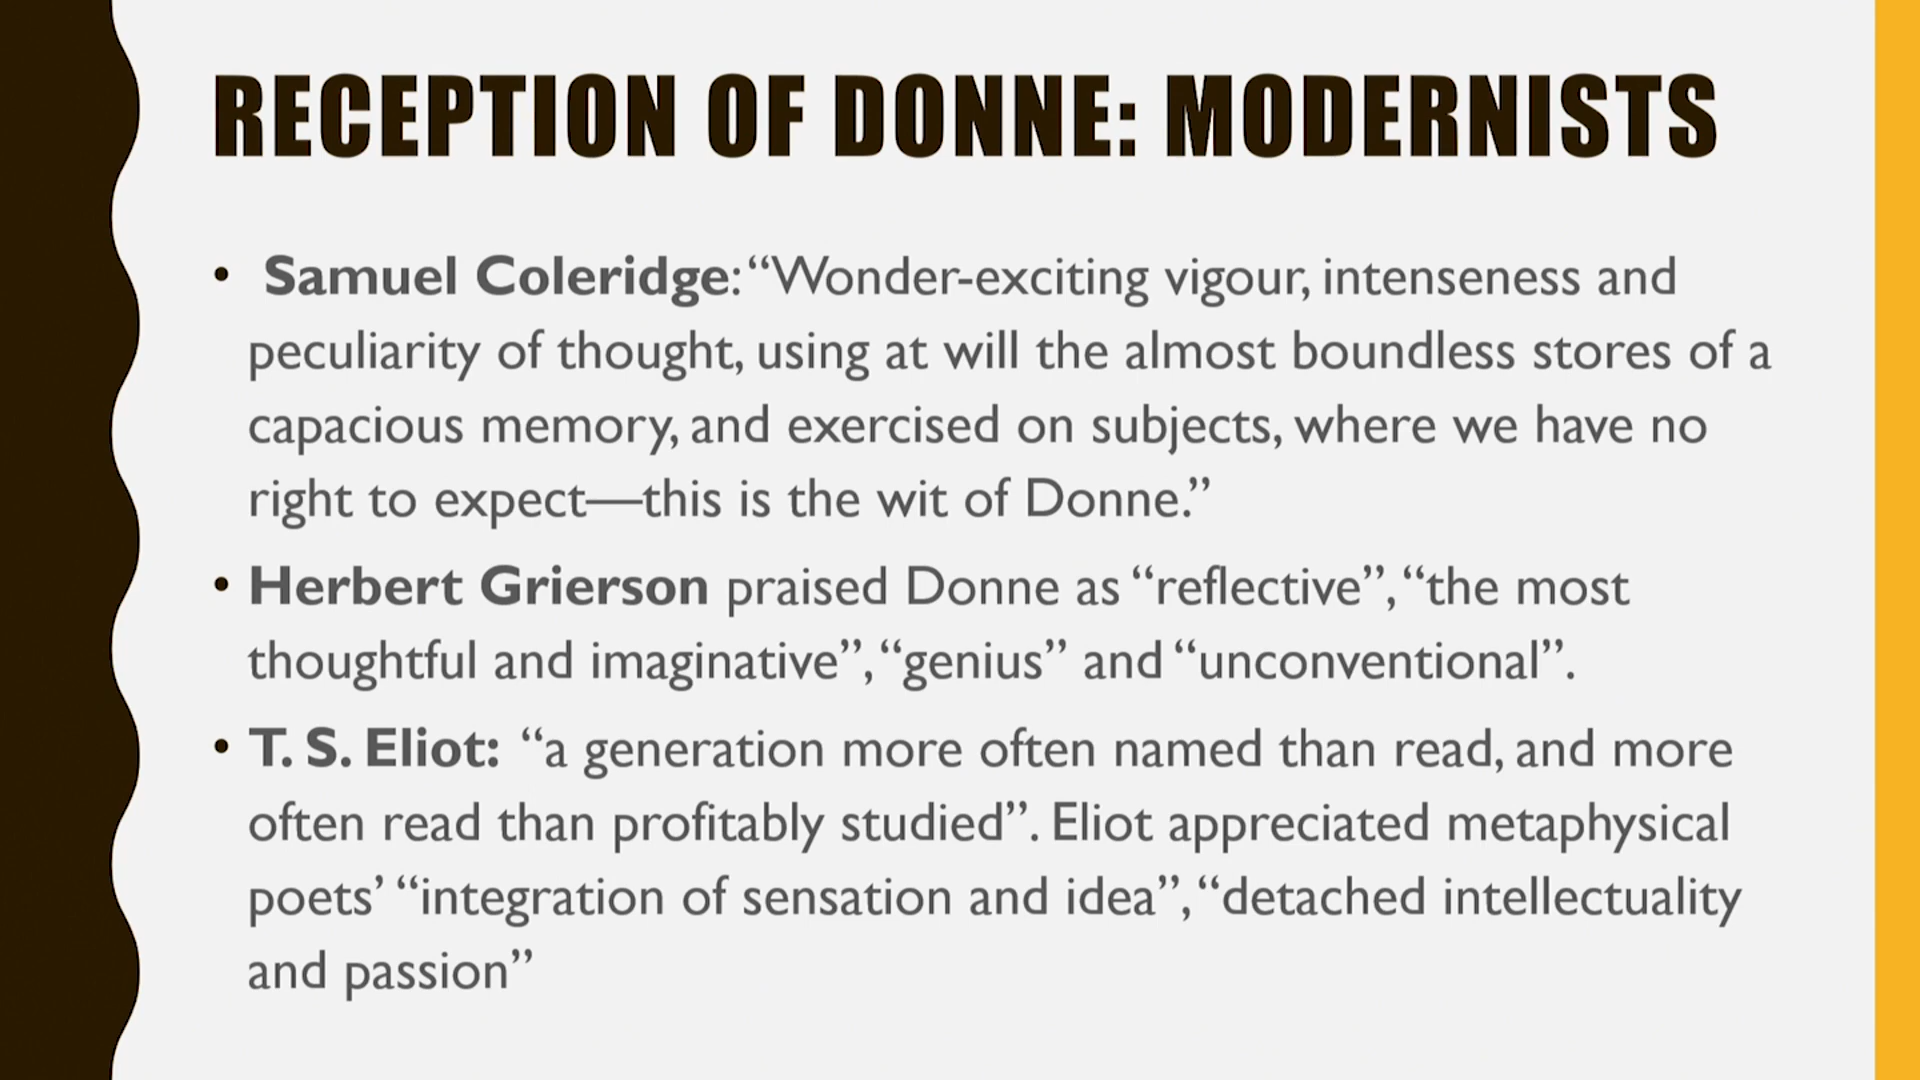 RECEPTION OF DONNE: MODERNISTS
• Samuel Coleridge: “Wonder-exciting vigour, intenseness and
peculiarity of thought, using at will the almost boundless stores of a
capacious memory, and exercised on subjects, where we have no
right to expect—this is the wit of Donne.”
• Herbert Grierson praised Donne as “reflective”, “the most
thoughtful and imaginative”, “genius” and “unconventional”.
• T. S. Eliot: “a generation more often named than read, and more
often read than profitably studied”. Eliot appreciated metaphysical
poets’ “integration of sensation and idea”, “detached intellectuality
and passion”